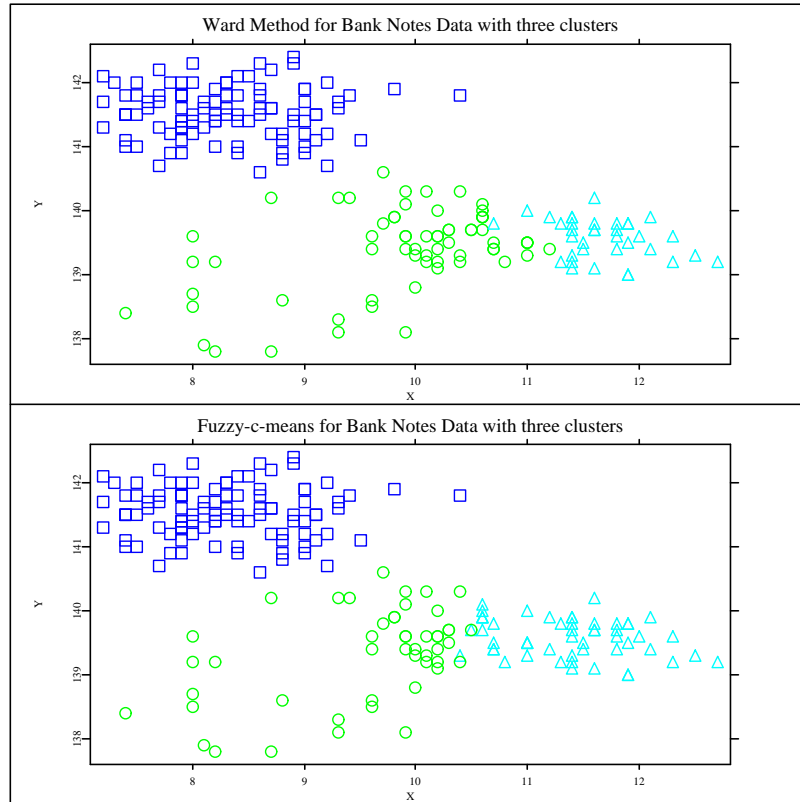 Ward Method for Bank Notes Data with three clusters
142
141
140
139
138
Y
8 9 10 11 12
X
Fuzzy-c-means for Bank Notes Data with three clusters
142
141
140
139
138
Y
8 9 10 11 12
X